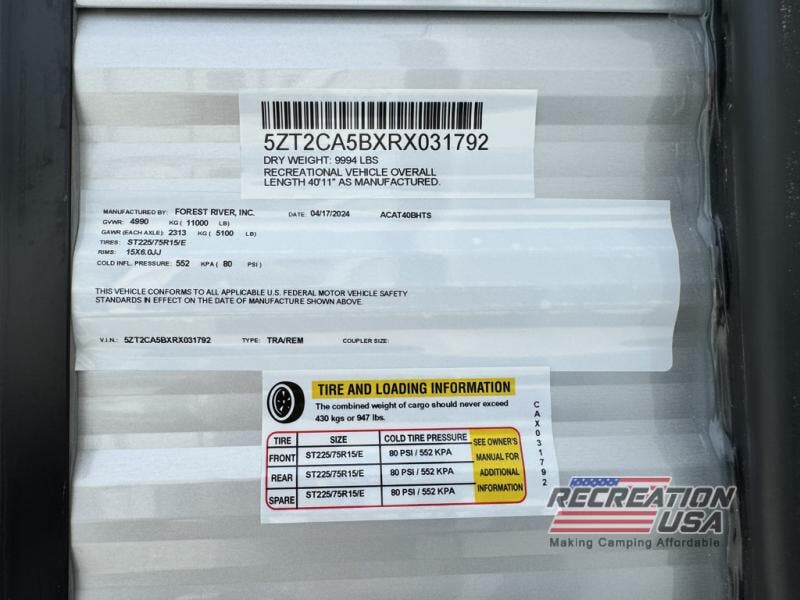 5ZT2CA5BXRX031792
DRY WEIGHT: 9994 LBS
RECREATIONAL VEHICLE OVERALL
LENGTH 40'11" AS MANUFACTURED.
MANUFACTURED BY: FOREST RIVER, INC. DATE: 04/17/2024 ACAT40BHTS
GVWR: 4990 KG ( 11000 LB)
GAWR (EACH AXLE): 2313 KG ( 5100 LB)
TIRES: ST225/75R15/E
RIMS: 15X6.0JJ
COLD INFL. PRESSURE: 552 KPA ( 80 PSI )
THIS VEHICLE CONFORMS TO ALL APPLICABLE U.S. FEDERAL MOTOR VEHICLE SAFETY
STANDARDS IN EFFECT ON THE DATE OF MANUFACTURE SHOWN ABOVE.
V.I.N.: 5ZT2CA5BXRX031792 TYPE: TRA/REM COUPLER SIZE:
TIRE AND LOADING INFORMATION
The combined weight of cargo should never exceed
430 kgs or 947 lbs.
TIRE SIZE COLD TIRE PRESSURE
FRONT ST225/75R15/E 80 PSI / 552 KPA
REAR ST225/75R15/E 80 PSI / 552 KPA
SPARE ST225/75R15/E 80 PSI / 552 KPA
SEE OWNER'S
MANUAL FOR
ADDITIONAL
INFORMATION
CAX031792
RECREATION
USA
Making Camping Affordable